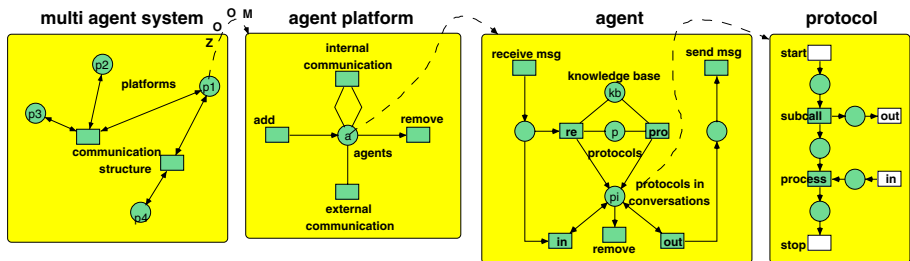 multi agent system
agent platform
agent
protocol
Z O O M
p2
platforms
p1
p3
communication
structure
p4
internal
communication
add
a
remove
agents
external
communication
receive msg
send msg
knowledge base
kb
re
p
pro
protocols
pi
protocols in
conversations
in
remove
out
start
subcall
out
process
in
stop